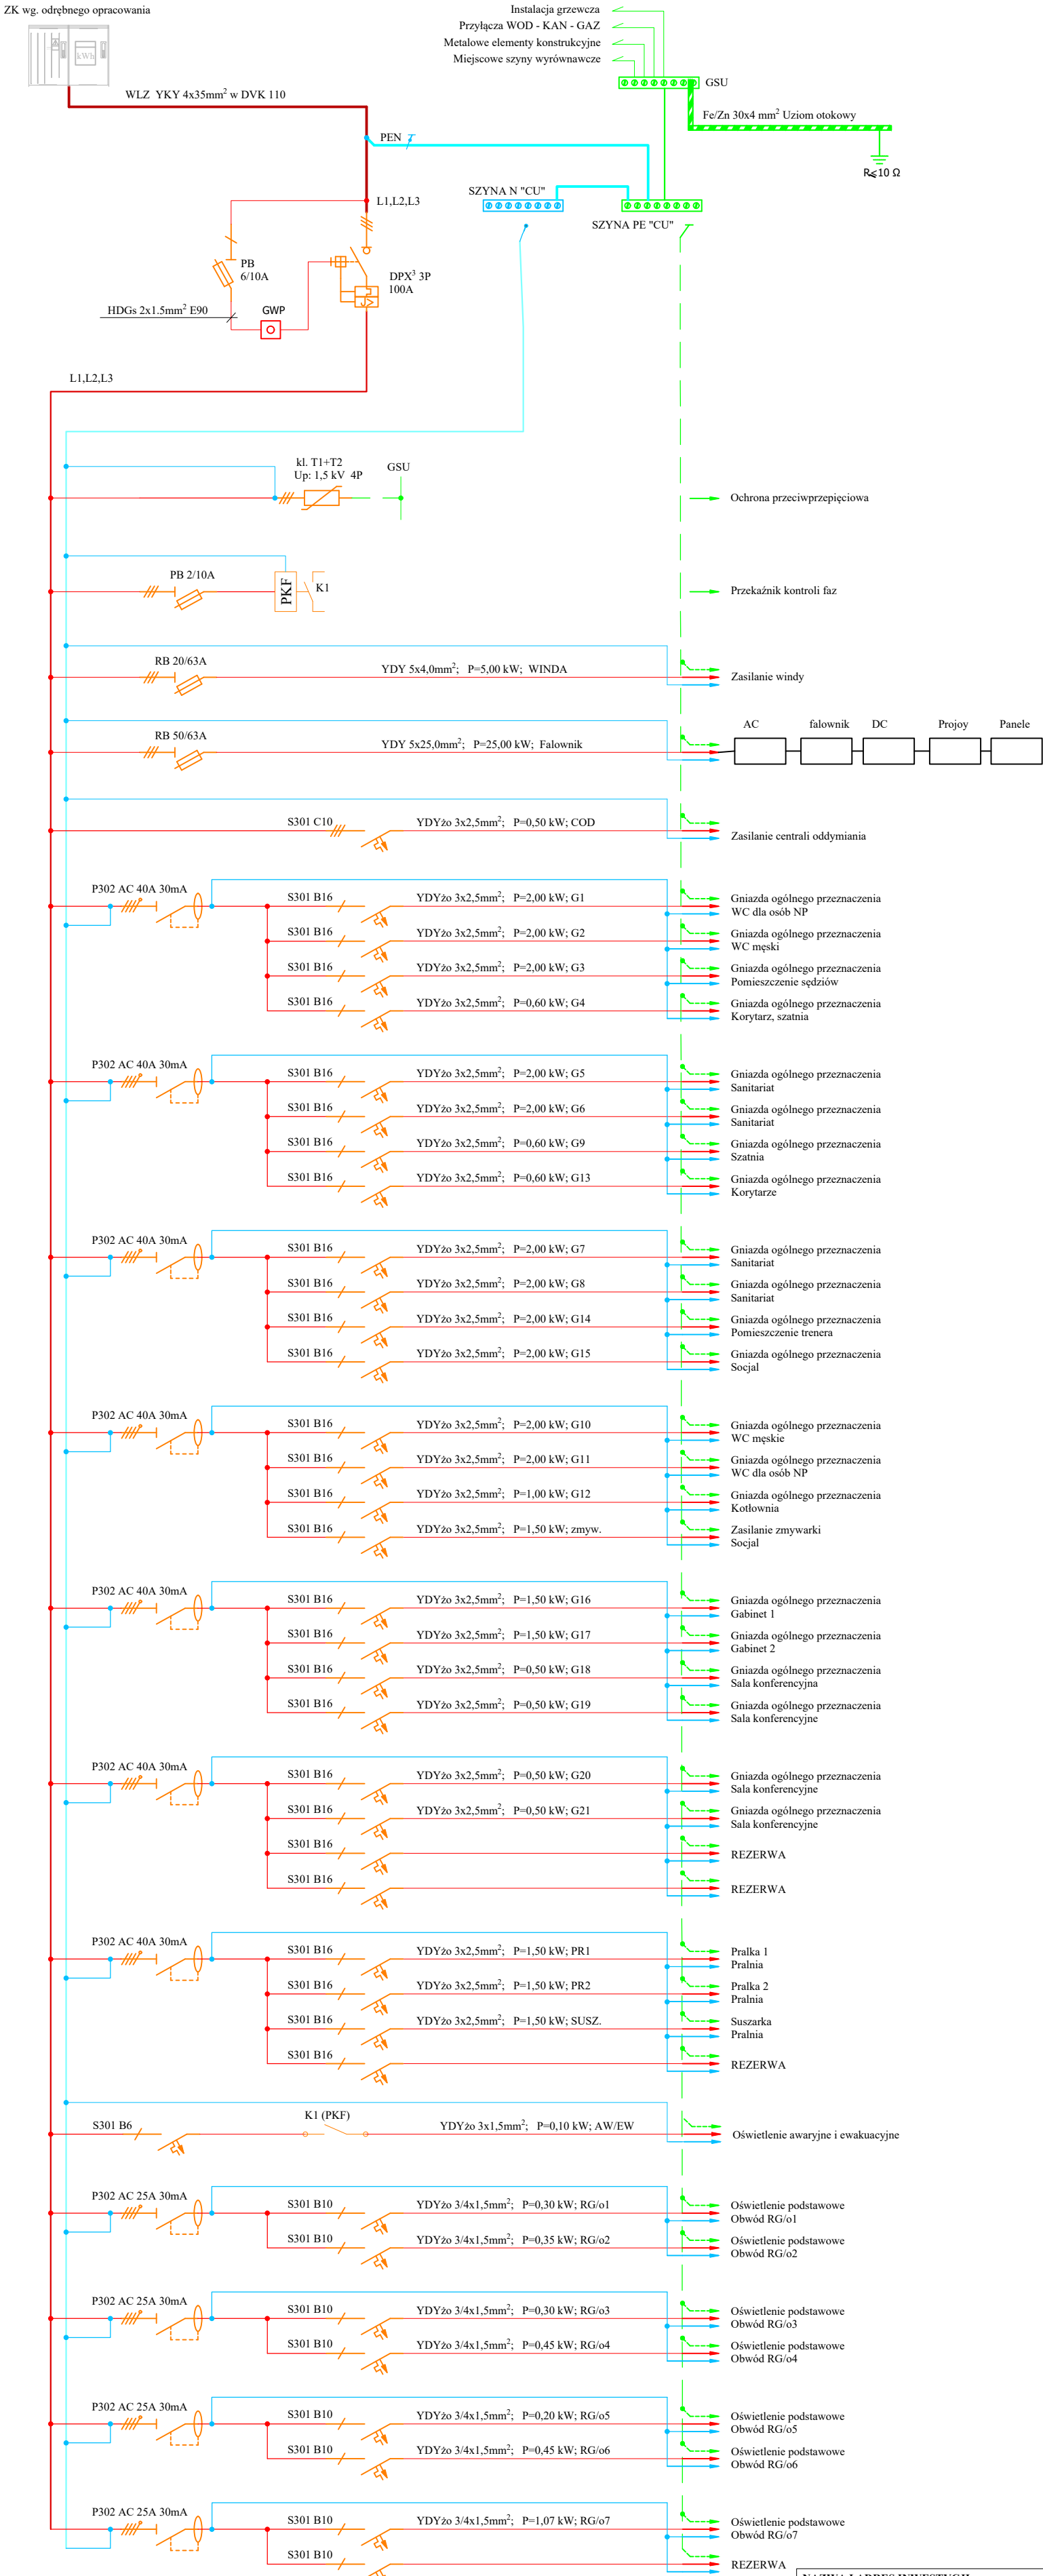 ZK wg. odrębnego opracowania
kWh
WLZ YKY 4x35mm² w DVK 110
Instalacja grzewcza
Przyłącza WOD - KAN - GAZ
Metalowe elementy konstrukcyjne
Miejscowe szyny wyrównawcze
GSU
Fe/Zn 30x4 mm² Uziom otokowy
R≤10 Ω
PEN
SZYNA N "CU"
L1,L2,L3
SZYNA PE "CU"
PB
6/10A
DPX³ 3P
100A
HDGs 2x1.5mm² E90
GWP
L1,L2,L3
kl. T1+T2
Up: 1,5 kV 4P
GSU
Ochrona przeciwprzepięciowa
PB 2/10A
PKF
K1
Przekaźnik kontroli faz
RB 20/63A
YDY 5x4,0mm²; P=5,00 kW; WINDA
Zasilanie windy
RB 50/63A
YDY 5x25,0mm²; P=25,00 kW; Falownik
AC
falownik
DC
Projoy
Panele
S301 C10
YDYżo 3x2,5mm²; P=0,50 kW; COD
Zasilanie centrali oddymiania
P302 AC 40A 30mA
S301 B16
YDYżo 3x2,5mm²; P=2,00 kW; G1
Gniazda ogólnego przeznaczenia
WC dla osób NP
S301 B16
YDYżo 3x2,5mm²; P=2,00 kW; G2
Gniazda ogólnego przeznaczenia
WC męski
S301 B16
YDYżo 3x2,5mm²; P=2,00 kW; G3
Gniazda ogólnego przeznaczenia
Pomieszczenie sędziów
S301 B16
YDYżo 3x2,5mm²; P=0,60 kW; G4
Gniazda ogólnego przeznaczenia
Korytarz, szatnia
P302 AC 40A 30mA
S301 B16
YDYżo 3x2,5mm²; P=2,00 kW; G5
Gniazda ogólnego przeznaczenia
Sanitariat
S301 B16
YDYżo 3x2,5mm²; P=2,00 kW; G6
Gniazda ogólnego przeznaczenia
Sanitariat
S301 B16
YDYżo 3x2,5mm²; P=0,60 kW; G9
Gniazda ogólnego przeznaczenia
Szatnia
S301 B16
YDYżo 3x2,5mm²; P=0,60 kW; G13
Gniazda ogólnego przeznaczenia
Korytarze
P302 AC 40A 30mA
S301 B16
YDYżo 3x2,5mm²; P=2,00 kW; G7
Gniazda ogólnego przeznaczenia
Sanitariat
S301 B16
YDYżo 3x2,5mm²; P=2,00 kW; G8
Gniazda ogólnego przeznaczenia
Sanitariat
S301 B16
YDYżo 3x2,5mm²; P=2,00 kW; G14
Gniazda ogólnego przeznaczenia
Pomieszczenie trenera
S301 B16
YDYżo 3x2,5mm²; P=2,00 kW; G15
Gniazda ogólnego przeznaczenia
Socjal
P302 AC 40A 30mA
S301 B16
YDYżo 3x2,5mm²; P=2,00 kW; G10
Gniazda ogólnego przeznaczenia
WC męskie
S301 B16
YDYżo 3x2,5mm²; P=2,00 kW; G11
Gniazda ogólnego przeznaczenia
WC dla osób NP
S301 B16
YDYżo 3x2,5mm²; P=1,00 kW; G12
Gniazda ogólnego przeznaczenia
Kotłownia
S301 B16
YDYżo 3x2,5mm²; P=1,50 kW; zmyw.
Zasilanie zmywarki
Socjal
P302 AC 40A 30mA
S301 B16
YDYżo 3x2,5mm²; P=1,50 kW; G16
Gniazda ogólnego przeznaczenia
Gabinet 1
S301 B16
YDYżo 3x2,5mm²; P=1,50 kW; G17
Gniazda ogólnego przeznaczenia
Gabinet 2
S301 B16
YDYżo 3x2,5mm²; P=0,50 kW; G18
Gniazda ogólnego przeznaczenia
Sala konferencyjna
S301 B16
YDYżo 3x2,5mm²; P=0,50 kW; G19
Gniazda ogólnego przeznaczenia
Sala konferencyjne
P302 AC 40A 30mA
S301 B16
YDYżo 3x2,5mm²; P=0,50 kW; G20
Gniazda ogólnego przeznaczenia
Sala konferencyjne
S301 B16
YDYżo 3x2,5mm²; P=0,50 kW; G21
Gniazda ogólnego przeznaczenia
Sala konferencyjne
S301 B16
REZERWA
S301 B16
REZERWA
P302 AC 40A 30mA
S301 B16
YDYżo 3x2,5mm²; P=1,50 kW; PR1
Pralka 1
Pralnia
S301 B16
YDYżo 3x2,5mm²; P=1,50 kW; PR2
Pralka 2
Pralnia
S301 B16
YDYżo 3x2,5mm²; P=1,50 kW; SUSZ.
Suszarka
Pralnia
S301 B16
REZERWA
S301 B6
K1 (PKF)
YDYżo 3x1,5mm²; P=0,10 kW; AW/EW
Oświetlenie awaryjne i ewakuacyjne
P302 AC 25A 30mA
S301 B10
YDYżo 3/4x1,5mm²; P=0,30 kW; RG/o1
Oświetlenie podstawowe
Obwód RG/o1
S301 B10
YDYżo 3/4x1,5mm²; P=0,35 kW; RG/o2
Oświetlenie podstawowe
Obwód RG/o2
P302 AC 25A 30mA
S301 B10
YDYżo 3/4x1,5mm²; P=0,30 kW; RG/o3
Oświetlenie podstawowe
Obwód RG/o3
S301 B10
YDYżo 3/4x1,5mm²; P=0,45 kW; RG/o4
Oświetlenie podstawowe
Obwód RG/o4
P302 AC 25A 30mA
S301 B10
YDYżo 3/4x1,5mm²; P=0,20 kW; RG/o5
Oświetlenie podstawowe
Obwód RG/o5
S301 B10
YDYżo 3/4x1,5mm²; P=0,45 kW; RG/o6
Oświetlenie podstawowe
Obwód RG/o6
P302 AC 25A 30mA
S301 B10
YDYżo 3/4x1,5mm²; P=1,07 kW; RG/o7
Oświetlenie podstawowe
Obwód RG/o7
S301 B10
REZERWA